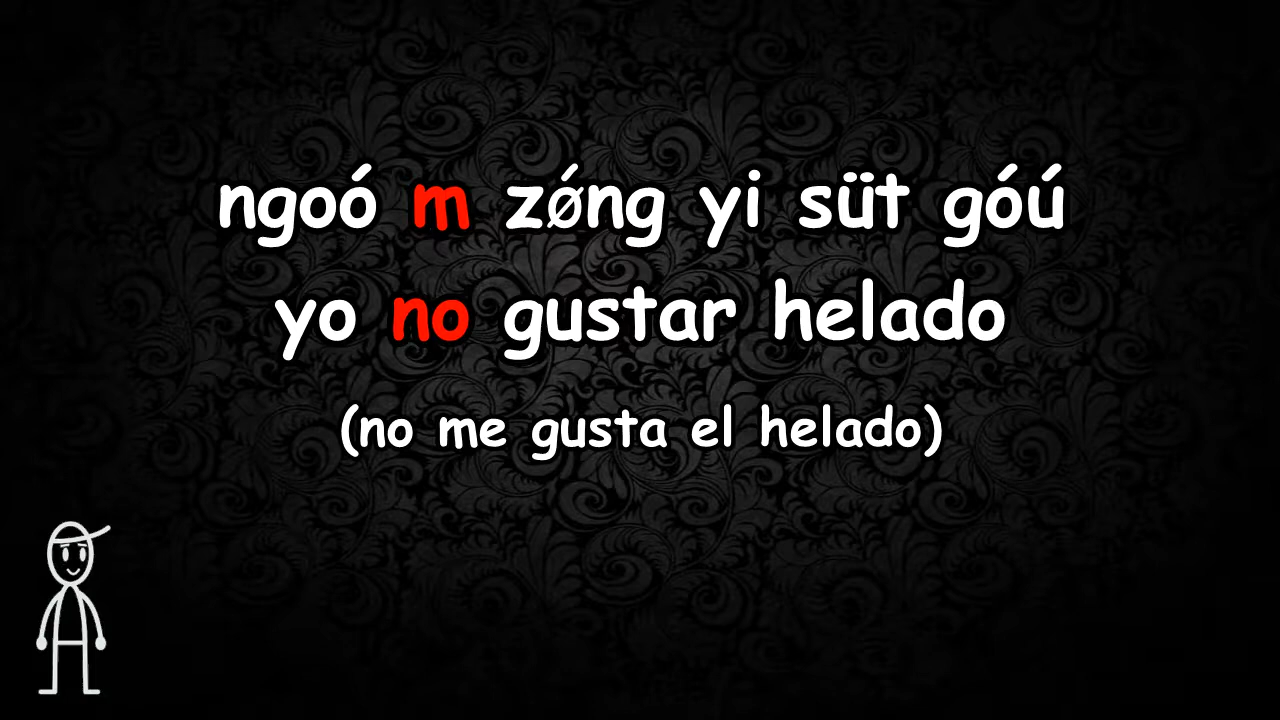 ngoó m zǿng yi süt góú
yo no gustar helado
(no me gusta el helado)